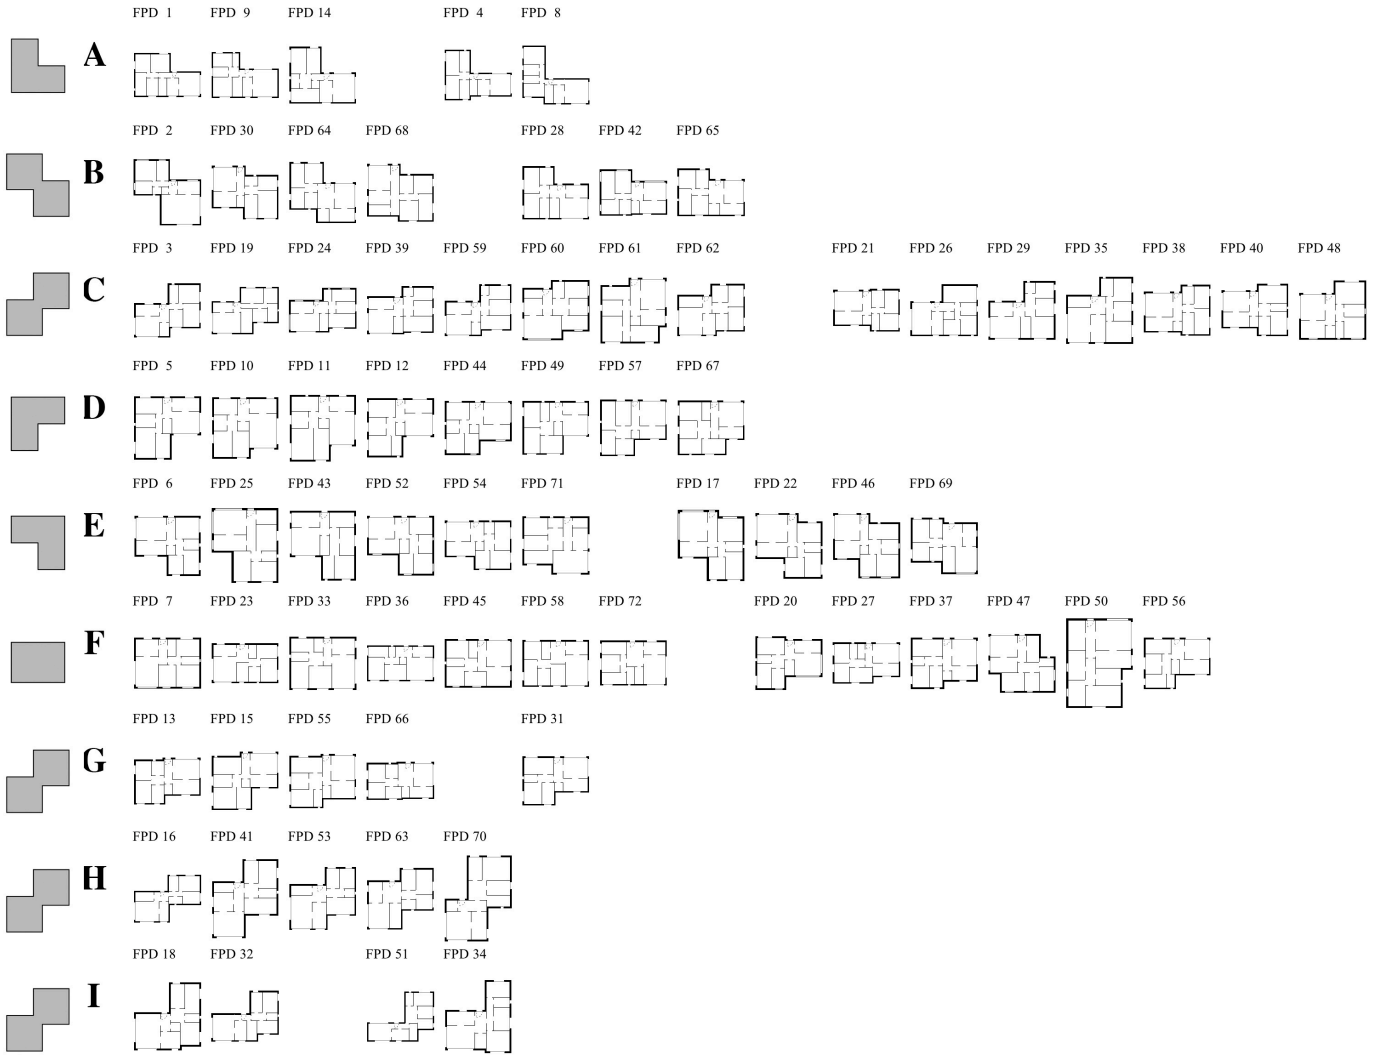 FPD 1 FPD 9 FPD 14 FPD 4 FPD 8
A
FPD 2 FPD 30 FPD 64 FPD 68 FPD 28 FPD 42 FPD 65
B
FPD 3 FPD 19 FPD 24 FPD 39 FPD 59 FPD 60 FPD 61 FPD 62 FPD 21 FPD 26 FPD 29 FPD 35 FPD 38 FPD 40 FPD 48
C
FPD 5 FPD 10 FPD 11 FPD 12 FPD 44 FPD 49 FPD 57 FPD 67
D
FPD 6 FPD 25 FPD 43 FPD 52 FPD 54 FPD 71 FPD 17 FPD 22 FPD 46 FPD 69
E
FPD 7 FPD 23 FPD 33 FPD 36 FPD 45 FPD 58 FPD 72 FPD 20 FPD 27 FPD 37 FPD 47 FPD 50 FPD 56
F
FPD 13 FPD 15 FPD 55 FPD 66 FPD 31
G
FPD 16 FPD 41 FPD 53 FPD 63 FPD 70
H
FPD 18 FPD 32 FPD 51 FPD 34
I